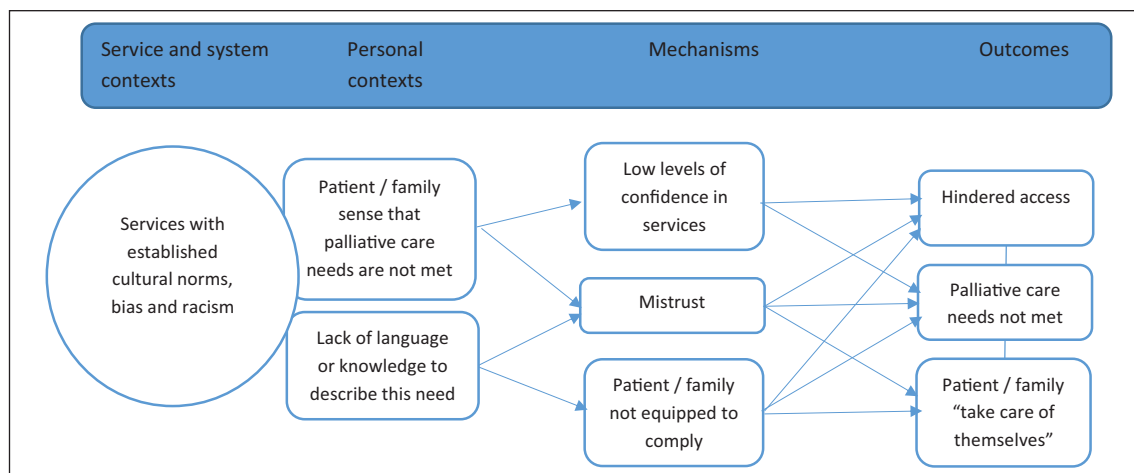 Service and system
contexts
Personal
contexts
Mechanisms
Outcomes
Services with
established
cultural norms,
bias and racism
Patient / family
sense that
palliative care
needs are not met
Lack of language
or knowledge to
describe this need
Low levels of
confidence in
services
Mistrust
Patient / family
not equipped to
comply
Hindered access
Palliative care
needs not met
Patient / family
“take care of
themselves”